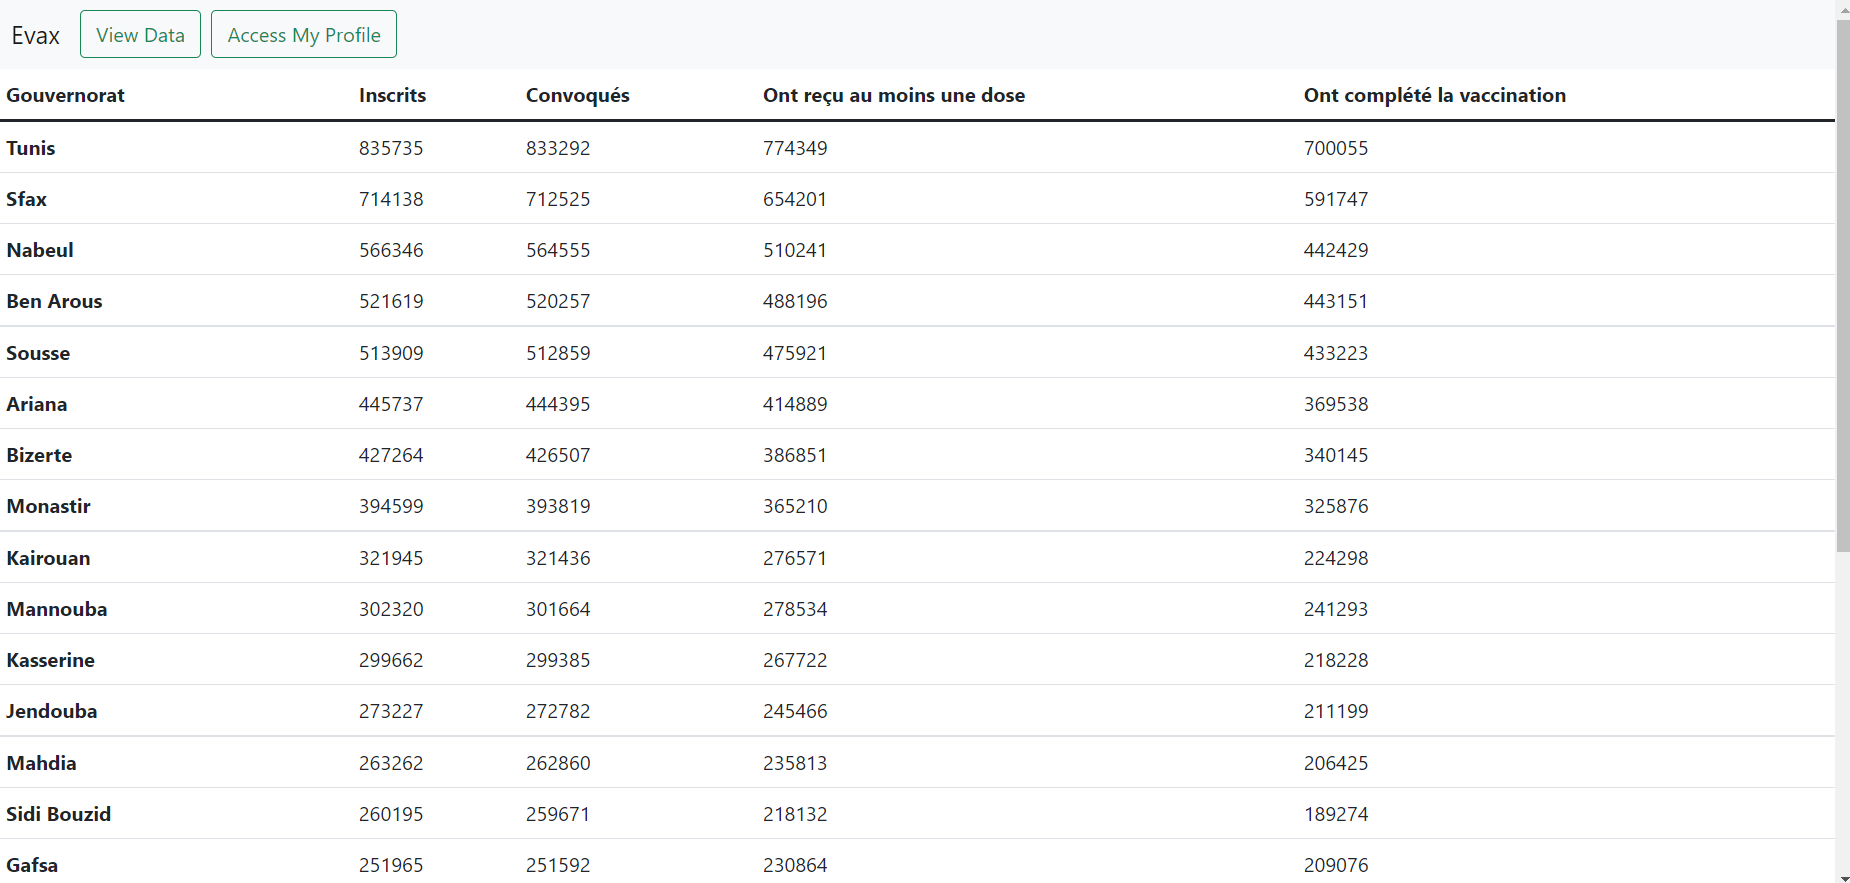 Evax View Data Access My Profile
Gouvernorat Inscrits Convoqués Ont reçu au moins une dose Ont complété la vaccination
Tunis 835735 833292 774349 700055
Sfax 714138 712525 654201 591747
Nabeul 566346 564555 510241 442429
Ben Arous 521619 520257 488196 443151
Sousse 513909 512859 475921 433223
Ariana 445737 444395 414889 369538
Bizerte 427264 426507 386851 340145
Monastir 394599 393819 365210 325876
Kairouan 321945 321436 276571 224298
Mannouba 302320 301664 278534 241293
Kasserine 299662 299385 267722 218228
Jendouba 273227 272782 245466 211199
Mahdia 263262 262860 235813 206425
Sidi Bouzid 260195 259671 218132 189274
Gafsa 251965 251592 230864 209076